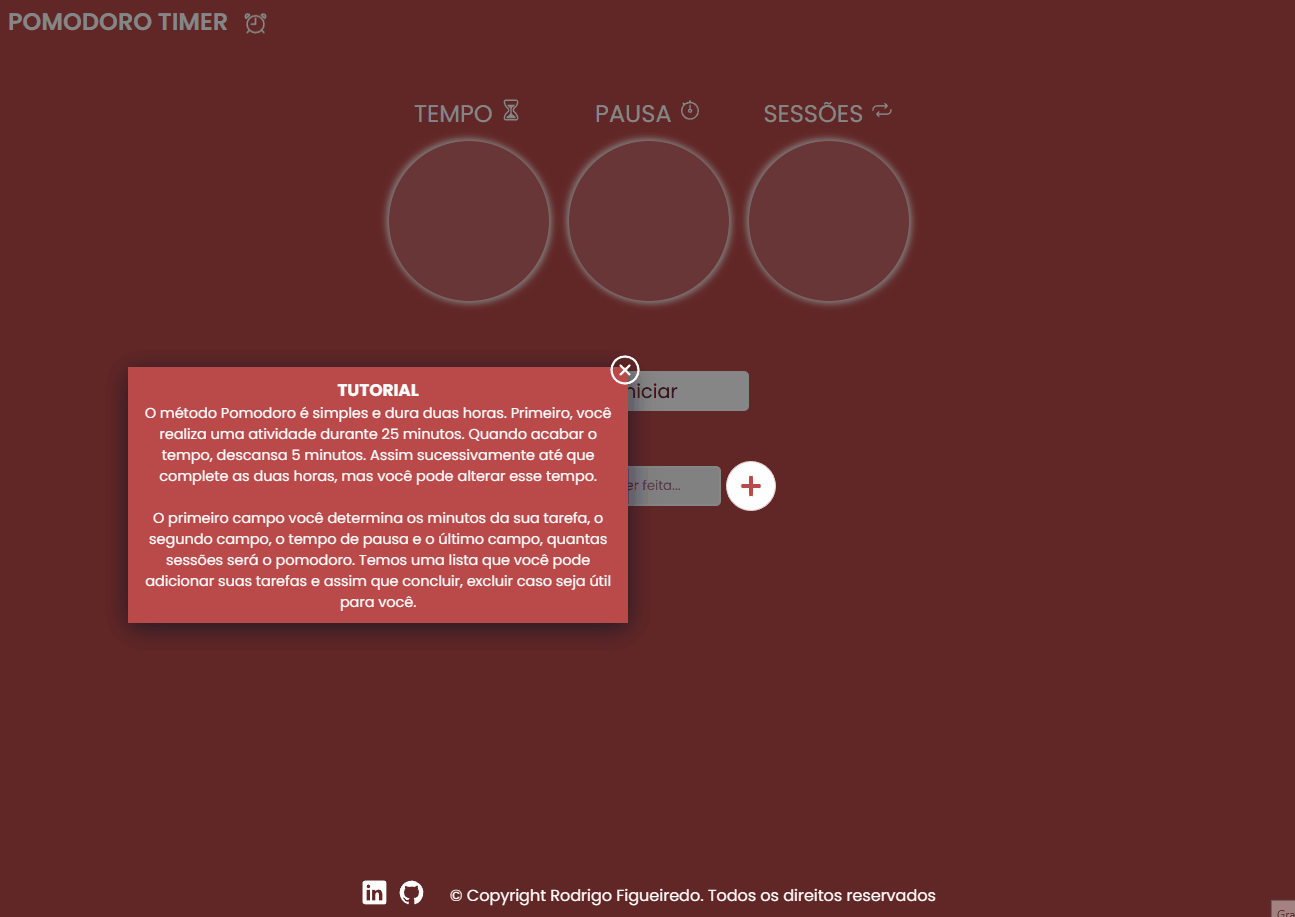 POMODORO TIMER
TEMPO PAUSA SESSÕES
TUTORIAL
O método Pomodoro é simples e dura duas horas. Primeiro, você
realiza uma atividade durante 25 minutos. Quando acabar o
tempo, descansa 5 minutos. Assim sucessivamente até que
complete as duas horas, mas você pode alterar esse tempo.
O primeiro campo você determina os minutos da sua tarefa, o
segundo campo, o tempo de pausa e o último campo, quantas
sessões será o pomodoro. Temos uma lista que você pode
adicionar suas tarefas e assim que concluir, excluir caso seja útil
para você.
niciar
er feita...
© Copyright Rodrigo Figueiredo. Todos os direitos reservados